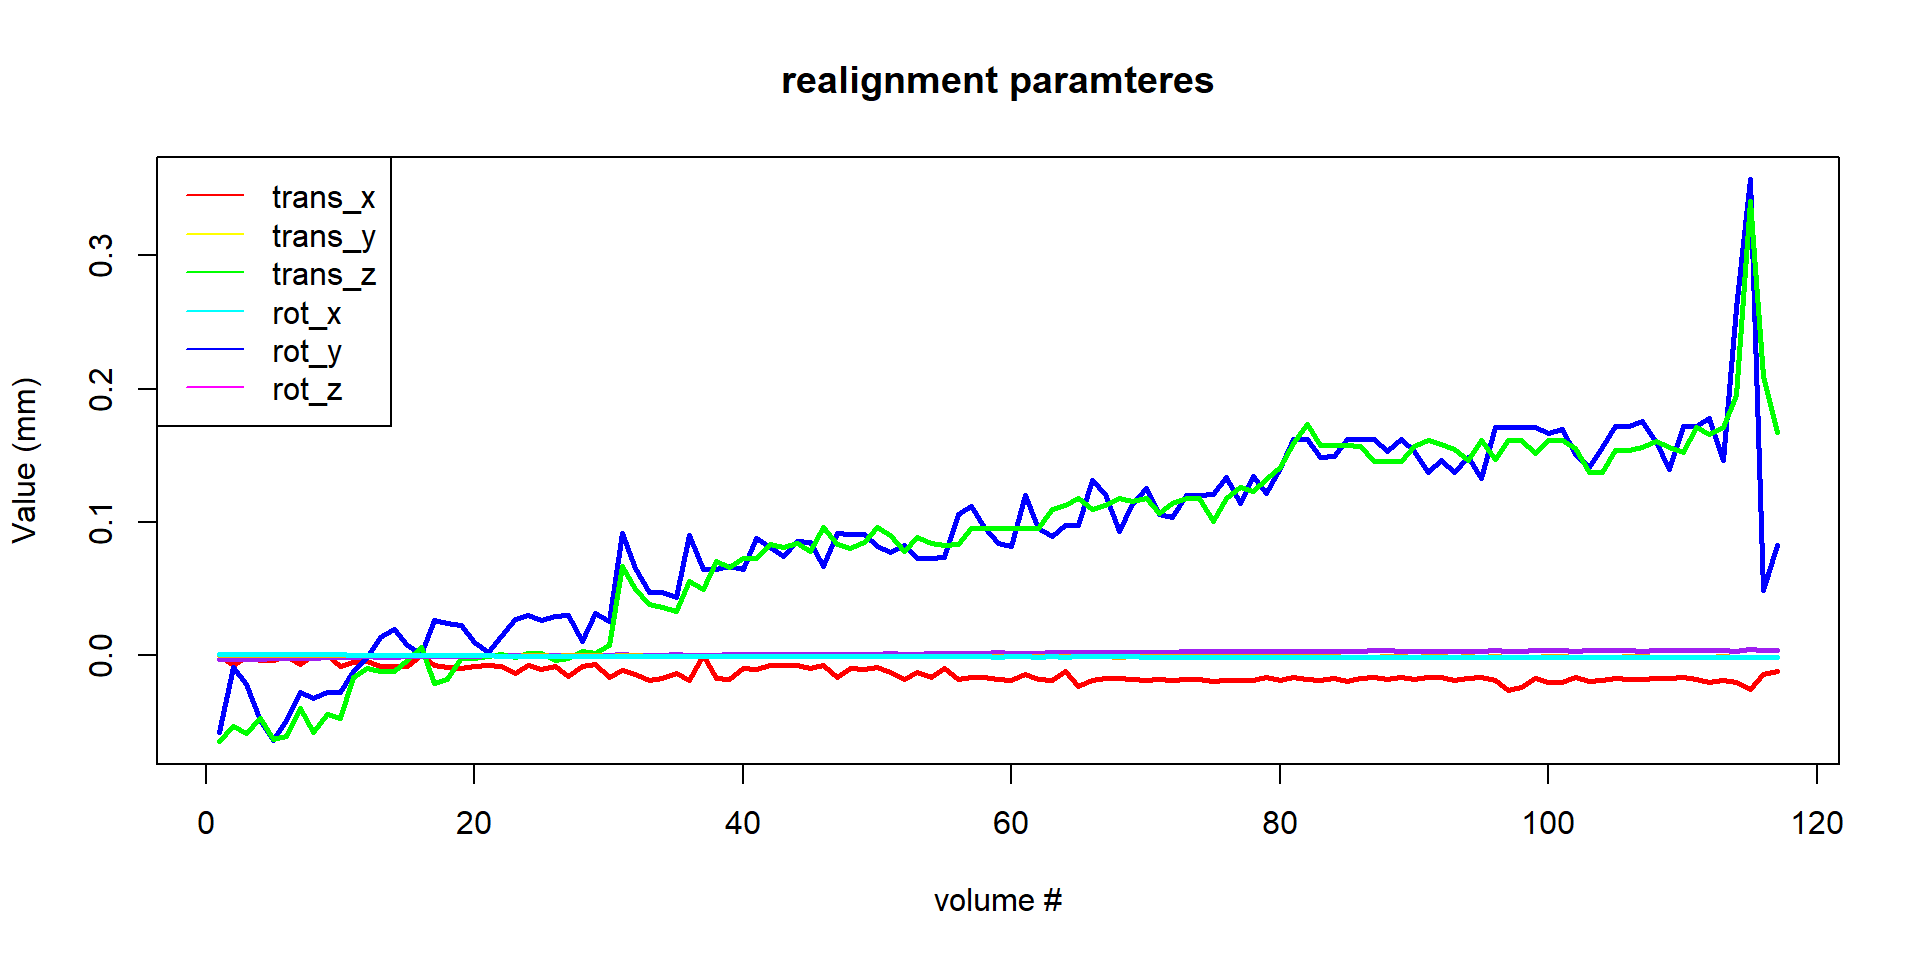 realignment paramteres
trans_x
trans_y
trans_z
rot_x
rot_y
rot_z
Value (mm)
0.3
0.2
0.1
0.0
0 20 40 60 80 100 120
volume #